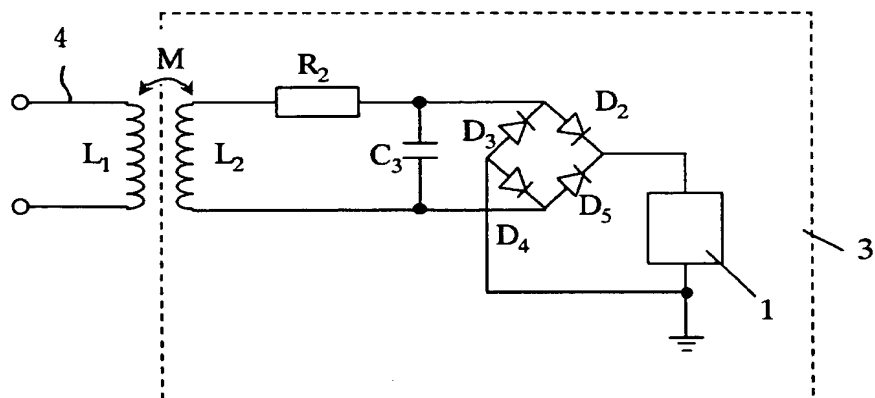 4
M
R₂
D₂
D₃
L₁
L₂
C₃
D₅
D₄
3
1